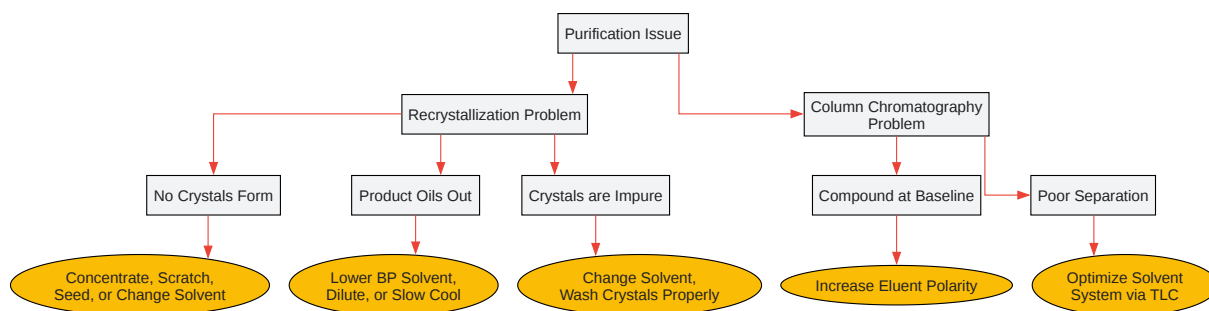 Purification Issue
Recrystallization Problem
Column Chromatography
Problem
No Crystals Form
Product Oils Out
Crystals are Impure
Compound at Baseline
Poor Separation
Concentrate, Scratch,
Seed, or Change Solvent
Lower BP Solvent,
Dilute, or Slow Cool
Change Solvent,
Wash Crystals Properly
Increase Eluent Polarity
Optimize Solvent
System via TLC